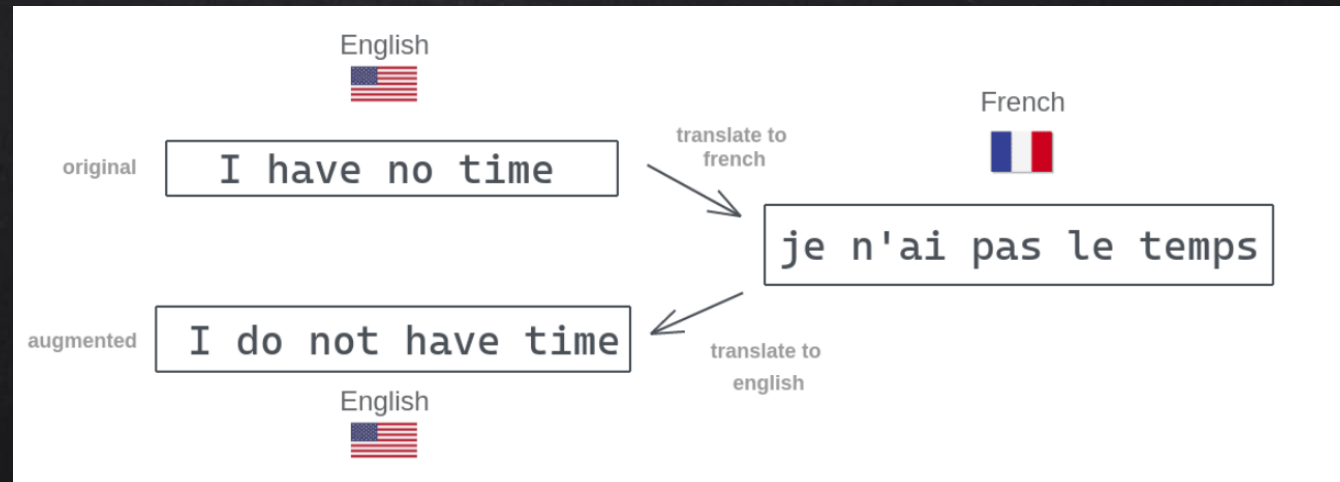 English
original
I have no time
translate to
french
French
je n'ai pas le temps
augmented
I do not have time
translate to
english
English